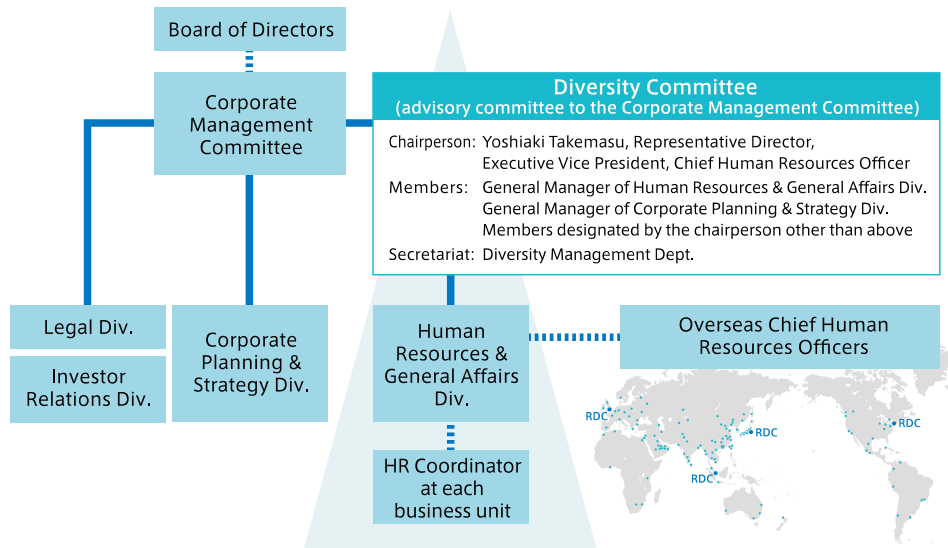 Board of Directors
Corporate
Management
Committee
Diversity Committee
(advisory committee to the Corporate Management Committee)
Chairperson: Yoshiaki Takemasu, Representative Director,
Executive Vice President, Chief Human Resources Officer
Members: General Manager of Human Resources & General Affairs Div.
General Manager of Corporate Planning & Strategy Div.
Members designated by the chairperson other than above
Secretariat: Diversity Management Dept.
Legal Div.
Investor
Relations Div.
Corporate
Planning &
Strategy Div.
Human
Resources &
General Affairs
Div.
Overseas Chief Human
Resources Officers
HR Coordinator
at each
business unit
RDC
RDC
RDC
RDC